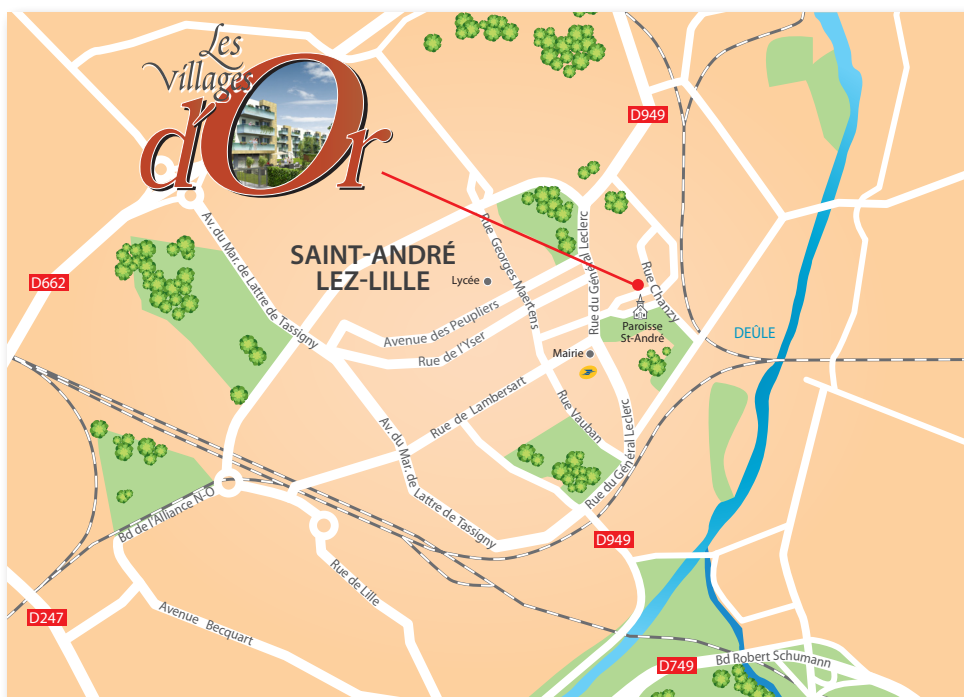 Les
Villages
d'Or
D949
SAINT-ANDRÉ
LEZ-LILLE
Lycée
D662
Av. du Mar. de Lattre de Tassigny
Rue Georges Maertens
Rue du Général Leclerc
Rue Chanzy
Avenue des Peupliers
Rue de l'Yser
Paroisse
St-André
DEÛLE
Mairie
Rue de Lambersart
Rue Vauban
Av. du Mar. de
Lattre de Tassigny
Rue du Général Leclerc
Bd de l'Alliance N-O
D949
Rue de Lille
Avenue Becquart
D247
D749
Bd Robert Schumann